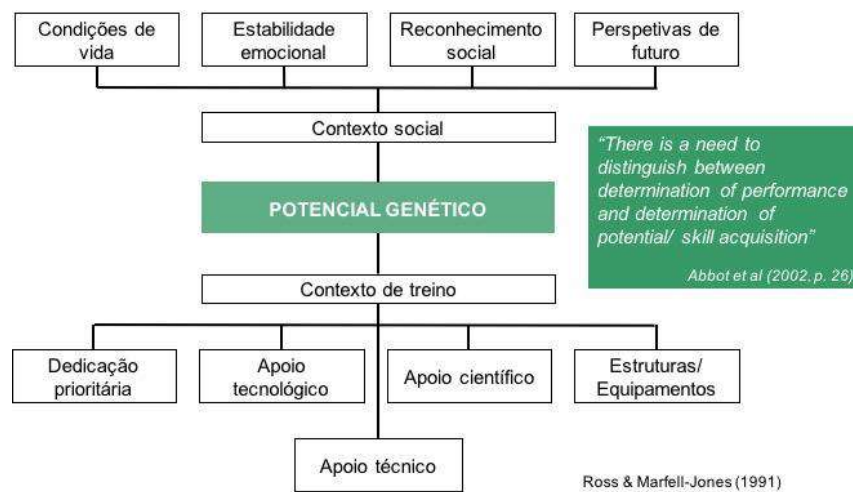 Condições de
vida
Estabilidade
emocional
Reconhecimento
social
Perspetivas de
futuro
Contexto social
"There is a need to
distinguish between
determination of performance
and determination of
potential/ skill acquisition"
Abbot et al (2002, p. 26)
POTENCIAL GENÉTICO
Contexto de treino
Dedicação
prioritária
Apoio
tecnológico
Apoio científico
Estruturas/
Equipamentos
Apoio técnico
Ross & Marfell-Jones (1991)